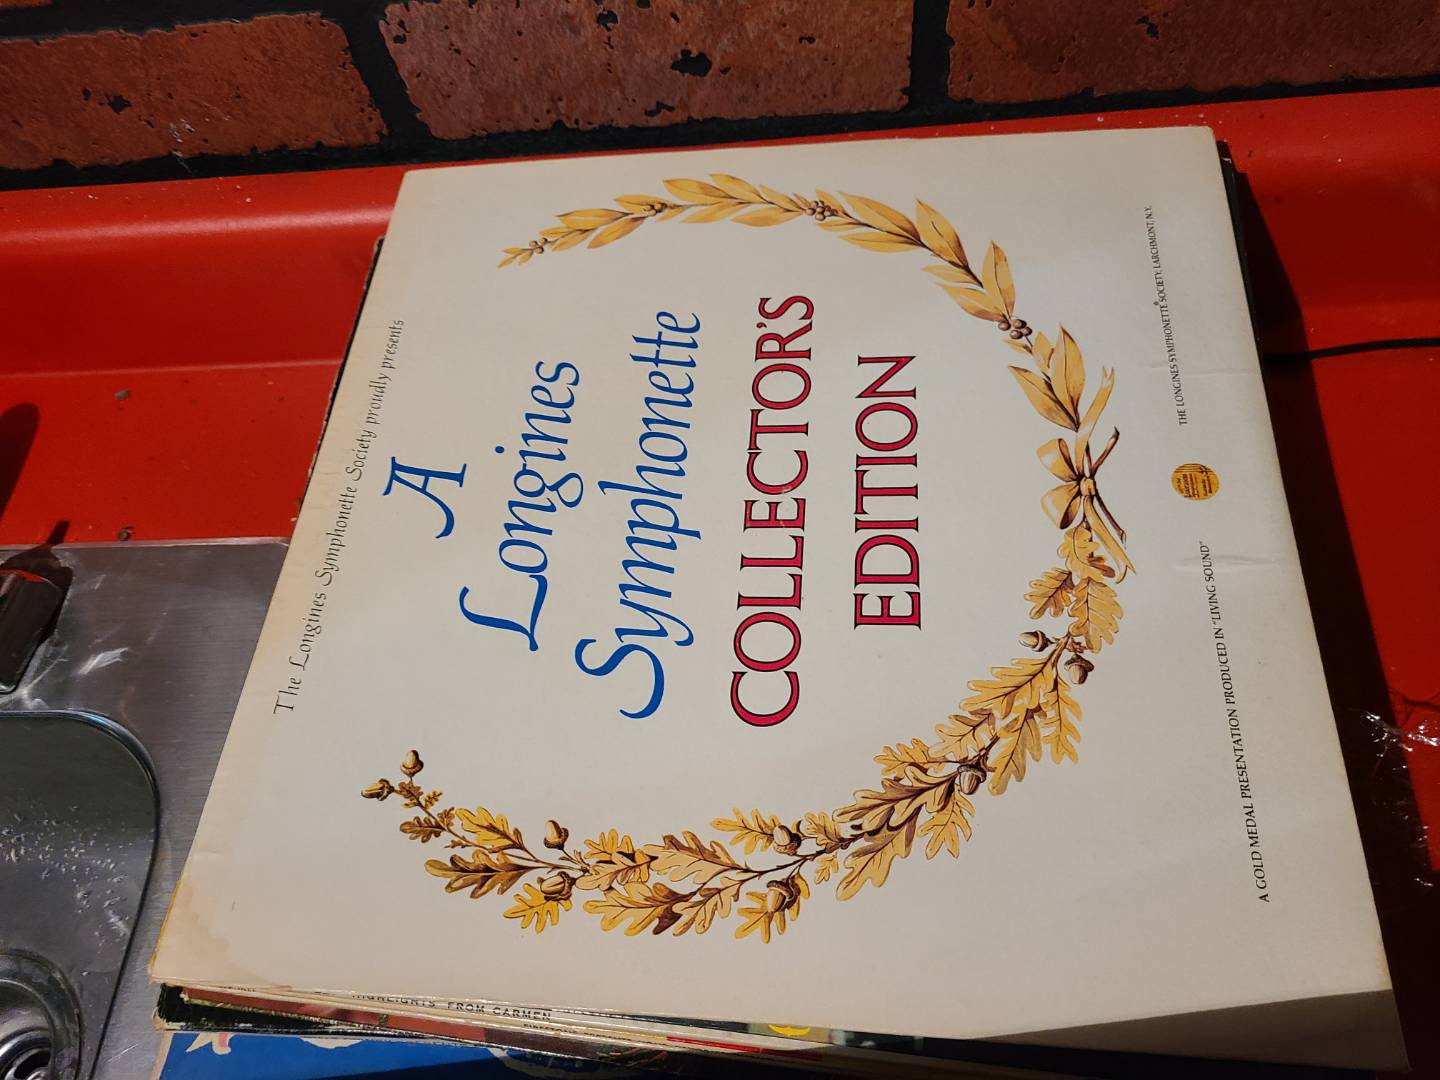 The Longines Symphonette Society proudly presents
A
Longines
Symphonette
COLLECTOR'S
EDITION
A GOLD MEDAL PRESENTATION PRODUCED IN "LIVING SOUND"
THE LONGINES SYMPHONETTE® SOCIETY, LARCHMONT, N.Y.
HIGHLIGHTS FROM CARMEN